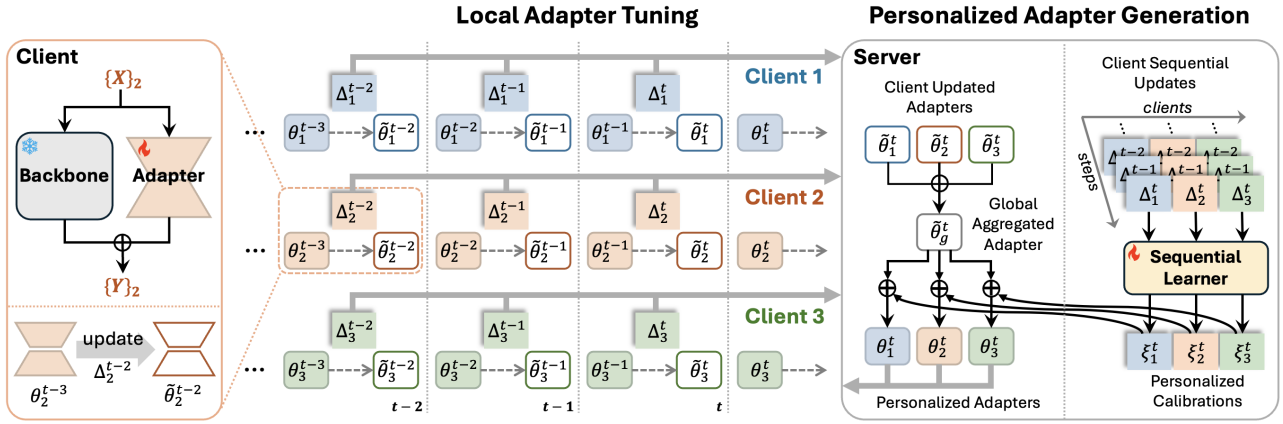 Local Adapter Tuning
Personalized Adapter Generation
Client
{X}₂
Backbone
Adapter
{Y}₂
update
Δ₂ᵗ⁻²
θ₂ᵗ⁻³
θ̃₂ᵗ⁻²
Client 1
Δ₁ᵗ⁻² Δ₁ᵗ⁻¹ Δ₁ᵗ
... θ₁ᵗ⁻³ θ̃₁ᵗ⁻² θ₁ᵗ⁻² θ̃₁ᵗ⁻¹ θ₁ᵗ⁻¹ θ̃₁ᵗ θ₁ᵗ
Client 2
Δ₂ᵗ⁻² Δ₂ᵗ⁻¹ Δ₂ᵗ
... θ₂ᵗ⁻³ θ̃₂ᵗ⁻² θ₂ᵗ⁻² θ̃₂ᵗ⁻¹ θ₂ᵗ⁻¹ θ̃₂ᵗ θ₂ᵗ
Client 3
Δ₃ᵗ⁻² Δ₃ᵗ⁻¹ Δ₃ᵗ
... θ₃ᵗ⁻³ θ̃₃ᵗ⁻² θ₃ᵗ⁻² θ̃₃ᵗ⁻¹ θ₃ᵗ⁻¹ θ̃₃ᵗ θ₃ᵗ
t − 2 t − 1 t
Server
Client Updated
Adapters
θ̃₁ᵗ θ̃₂ᵗ θ̃₃ᵗ
Global
Aggregated
Adapter
θ̃gᵗ
θ₁ᵗ θ₂ᵗ θ₃ᵗ
Personalized Adapters
Client Sequential
Updates
clients
steps
Δ₁ᵗ Δ₂ᵗ Δ₃ᵗ
Sequential
Learner
ξ₁ᵗ ξ₂ᵗ ξ₃ᵗ
Personalized
Calibrations